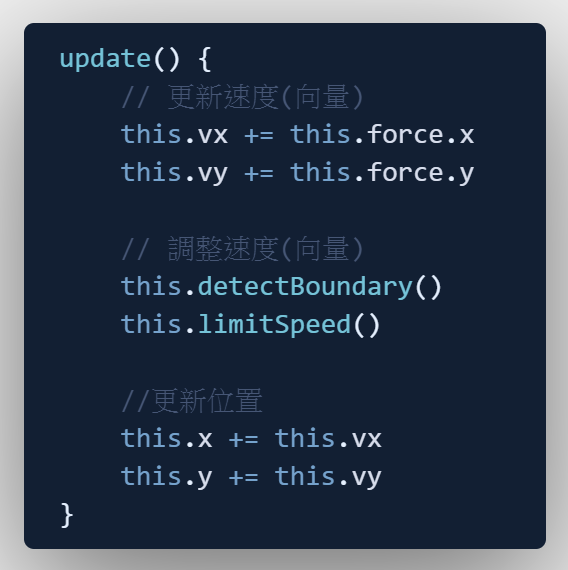 update() {
// 更新速度(向量)
this.vx += this.force.x
this.vy += this.force.y
// 調整速度(向量)
this.detectBoundary()
this.limitSpeed()
//更新位置
this.x += this.vx
this.y += this.vy
}